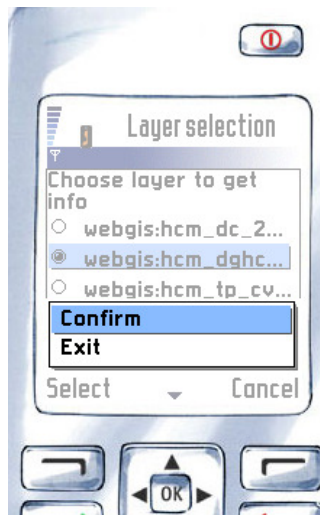 Layer selection
Choose layer to get
info
webgis:hcm_dc_2...
webgis:hcm_dghc...
webgis:hcm_tp_cv...
Confirm
Exit
Select
Cancel
OK